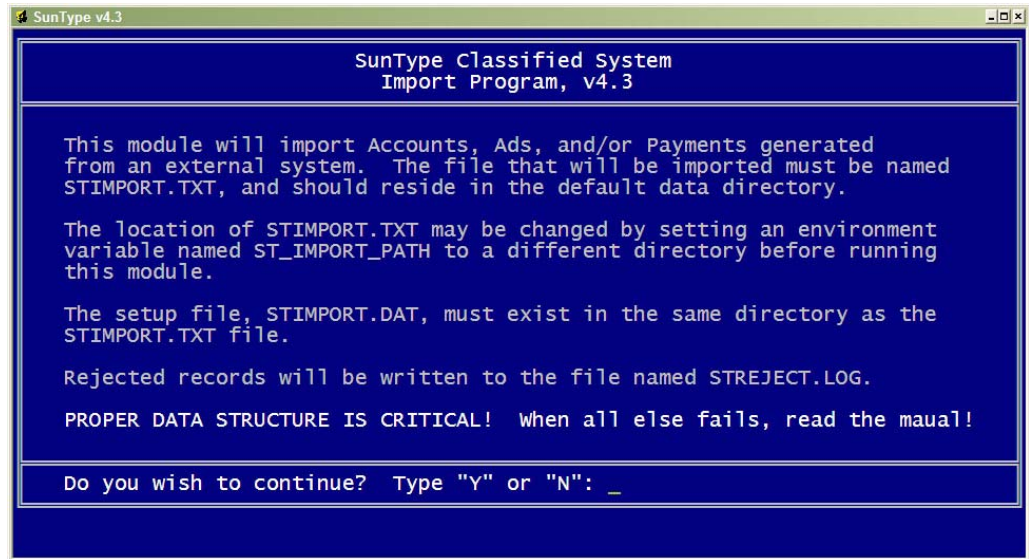 SunType v4.3
SunType Classified System
Import Program, v4.3
This module will import Accounts, Ads, and/or Payments generated
from an external system.  The file that will be imported must be named
STIMPORT.TXT, and should reside in the default data directory.
The location of STIMPORT.TXT may be changed by setting an environment
variable named ST_IMPORT_PATH to a different directory before running
this module.
The setup file, STIMPORT.DAT, must exist in the same directory as the
STIMPORT.TXT file.
Rejected records will be written to the file named STREJECT.LOG.
PROPER DATA STRUCTURE IS CRITICAL!  When all else fails, read the maual!
Do you wish to continue?  Type "Y" or "N": _